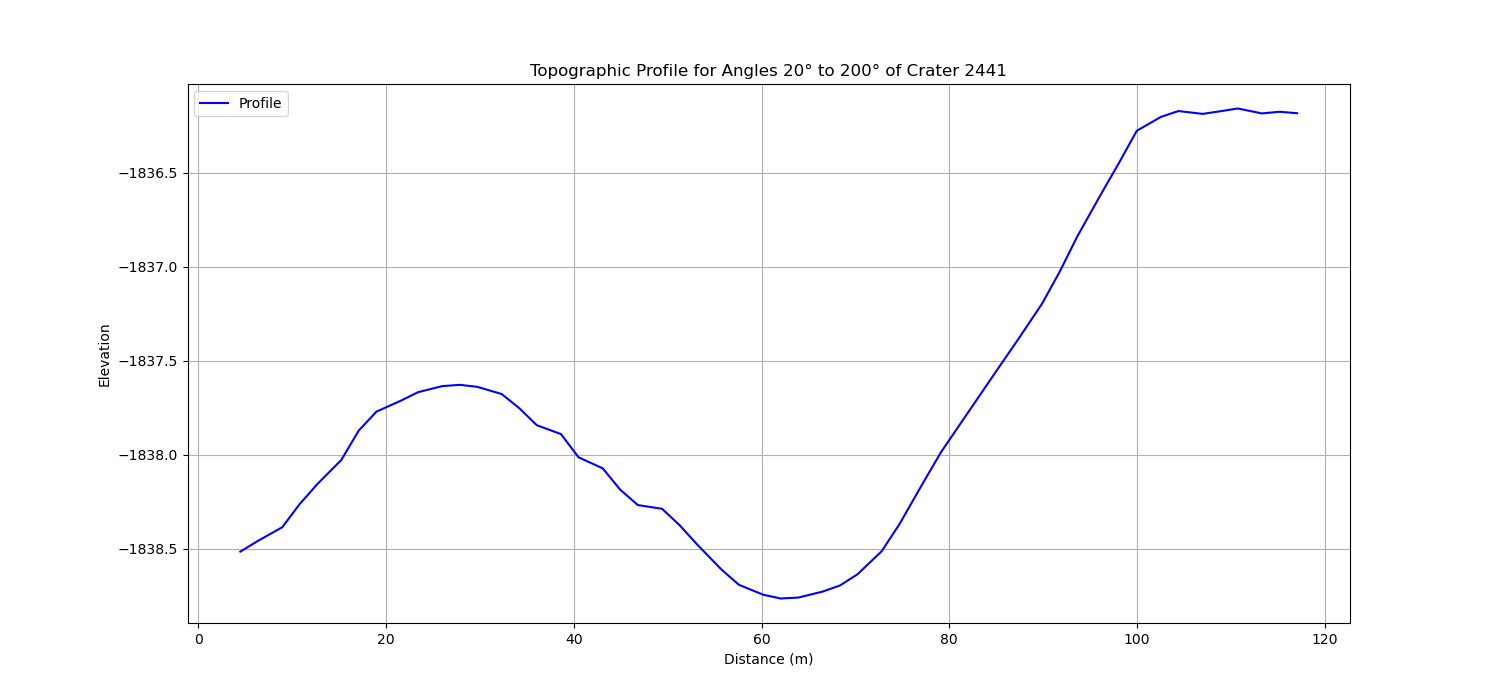 Topographic Profile for Angles 20° to 200° of Crater 2441
Profile
Elevation
−1836.5
−1837.0
−1837.5
−1838.0
−1838.5
0 20 40 60 80 100 120
Distance (m)